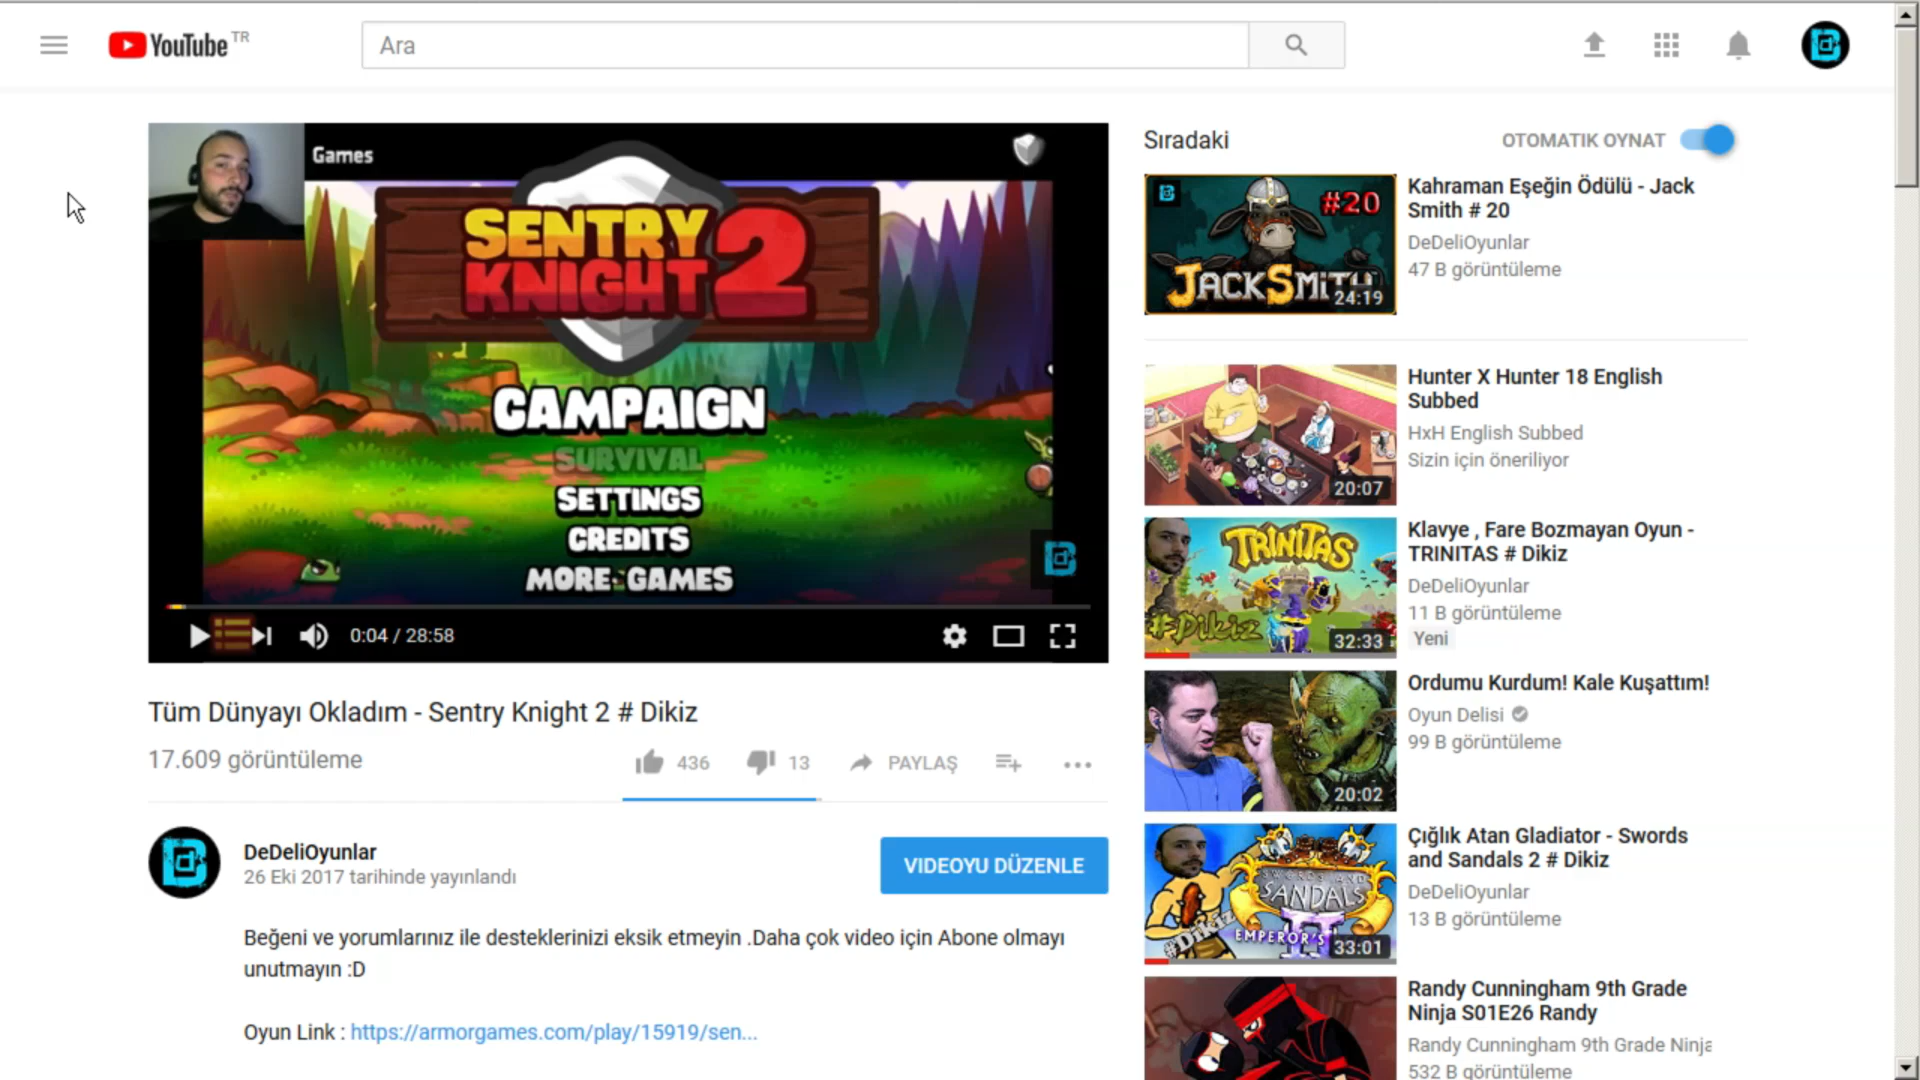 YouTube TR
Ara
Games
SENTRY
KNIGHT 2
CAMPAIGN
SURVIVAL
SETTINGS
CREDITS
MORE GAMES
0:04 / 28:58
Tüm Dünyayı Okladım - Sentry Knight 2 # Dikiz
17.609 görüntüleme
436
13
PAYLAŞ
DeDeliOyunlar
26 Eki 2017 tarihinde yayınlandı
VIDEOYU DÜZENLE
Beğeni ve yorumlarınız ile desteklerinizi eksik etmeyin .Daha çok video için Abone olmayı
unutmayın :D
Oyun Link : https://armorgames.com/play/15919/sen...
Sıradaki
OTOMATIK OYNAT
#20
JACKSMITH
24:19
Kahraman Eşeğin Ödülü - Jack
Smith # 20
DeDeliOyunlar
47 B görüntüleme
20:07
Hunter X Hunter 18 English
Subbed
HxH English Subbed
Sizin için öneriliyor
TRINITAS
#Dikiz
32:33
Klavye , Fare Bozmayan Oyun -
TRINITAS # Dikiz
DeDeliOyunlar
11 B görüntüleme
Yeni
20:02
Ordumu Kurdum! Kale Kuşattım!
Oyun Delisi
99 B görüntüleme
SWORDS AND
SANDALS
II
EMPEROR'S
#Dikiz
33:01
Çığlık Atan Gladiator - Swords
and Sandals 2 # Dikiz
DeDeliOyunlar
13 B görüntüleme
Randy Cunningham 9th Grade
Ninja S01E26 Randy
Randy Cunningham 9th Grade Ninja
532 B görüntüleme